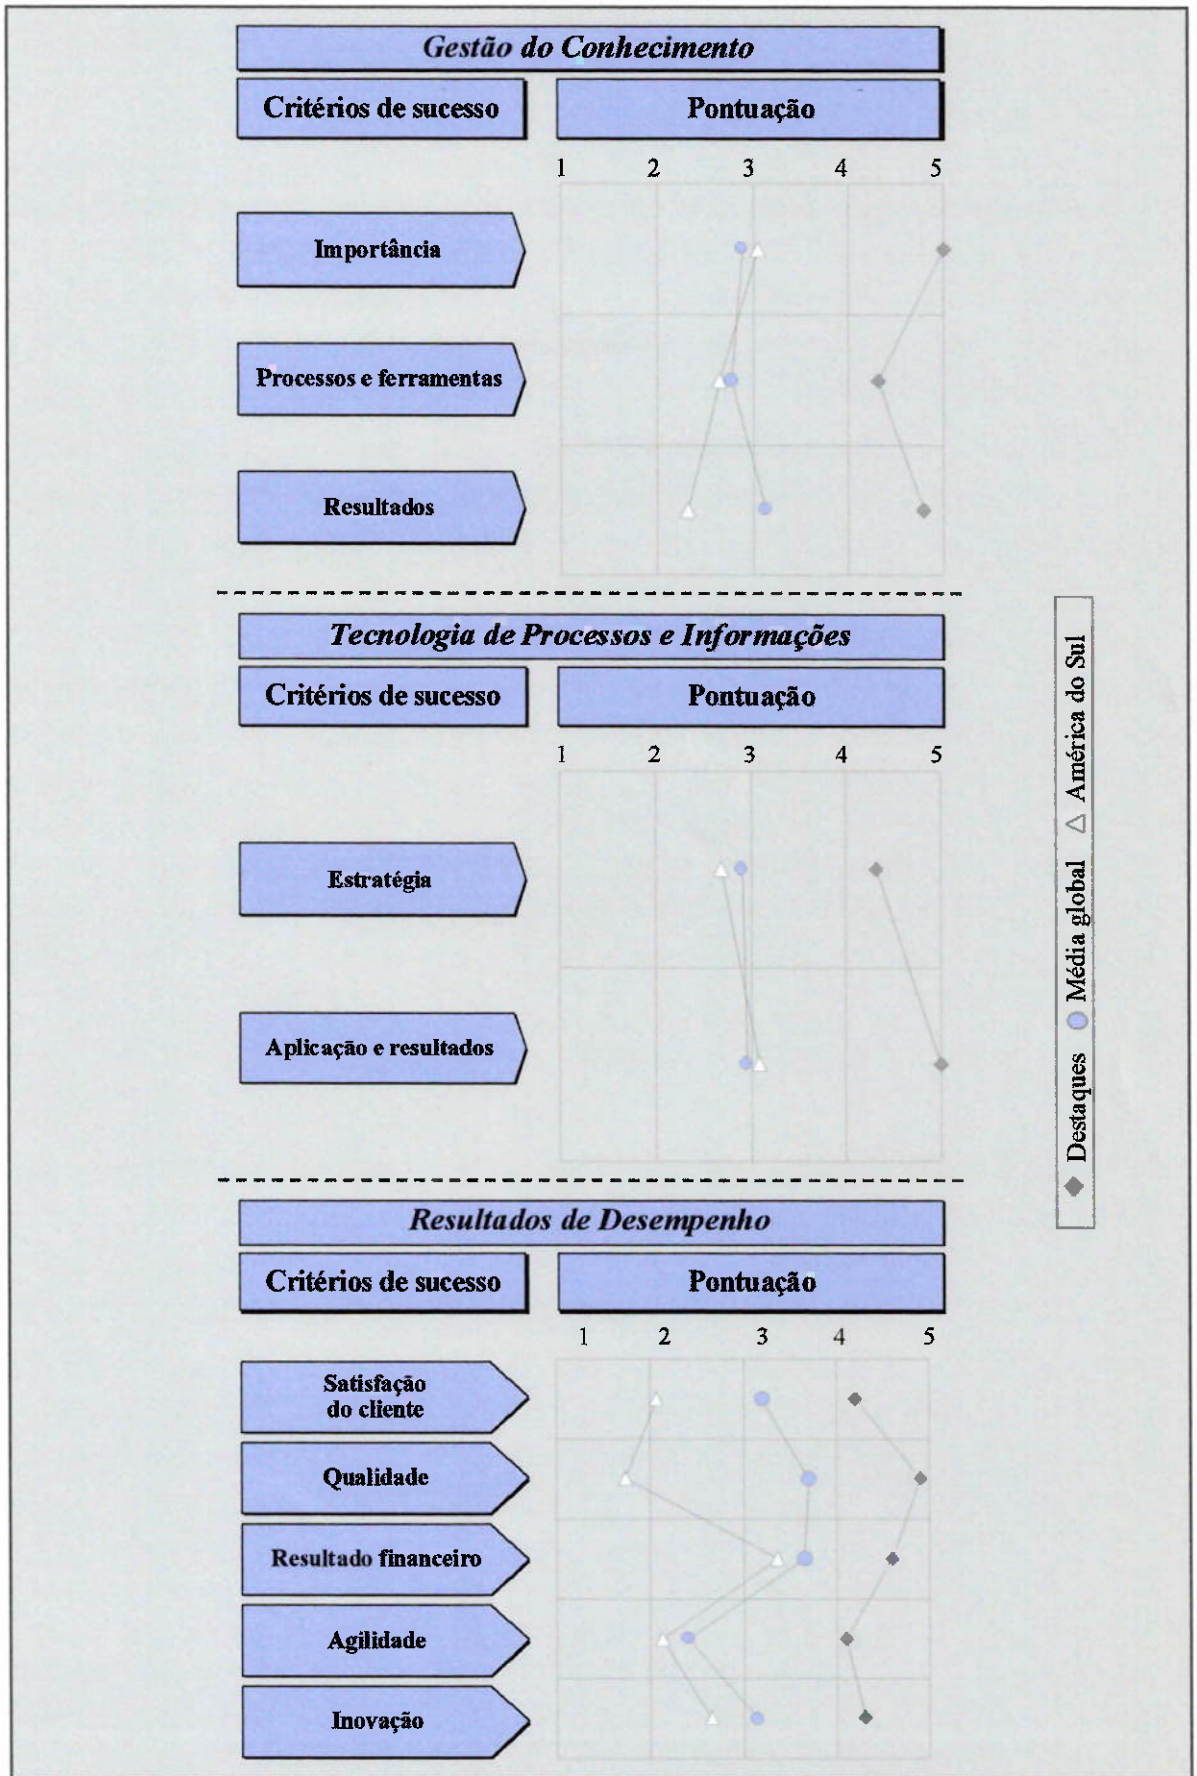 Gestão do Conhecimento
Critérios de sucesso
Pontuação
1 2 3 4 5
Importância
Processos e ferramentas
Resultados
Tecnologia de Processos e Informações
Critérios de sucesso
Pontuação
1 2 3 4 5
Estratégia
Aplicação e resultados
Resultados de Desempenho
Critérios de sucesso
Pontuação
1 2 3 4 5
Satisfação
do cliente
Qualidade
Resultado financeiro
Agilidade
Inovação
Destaques Média global América do Sul